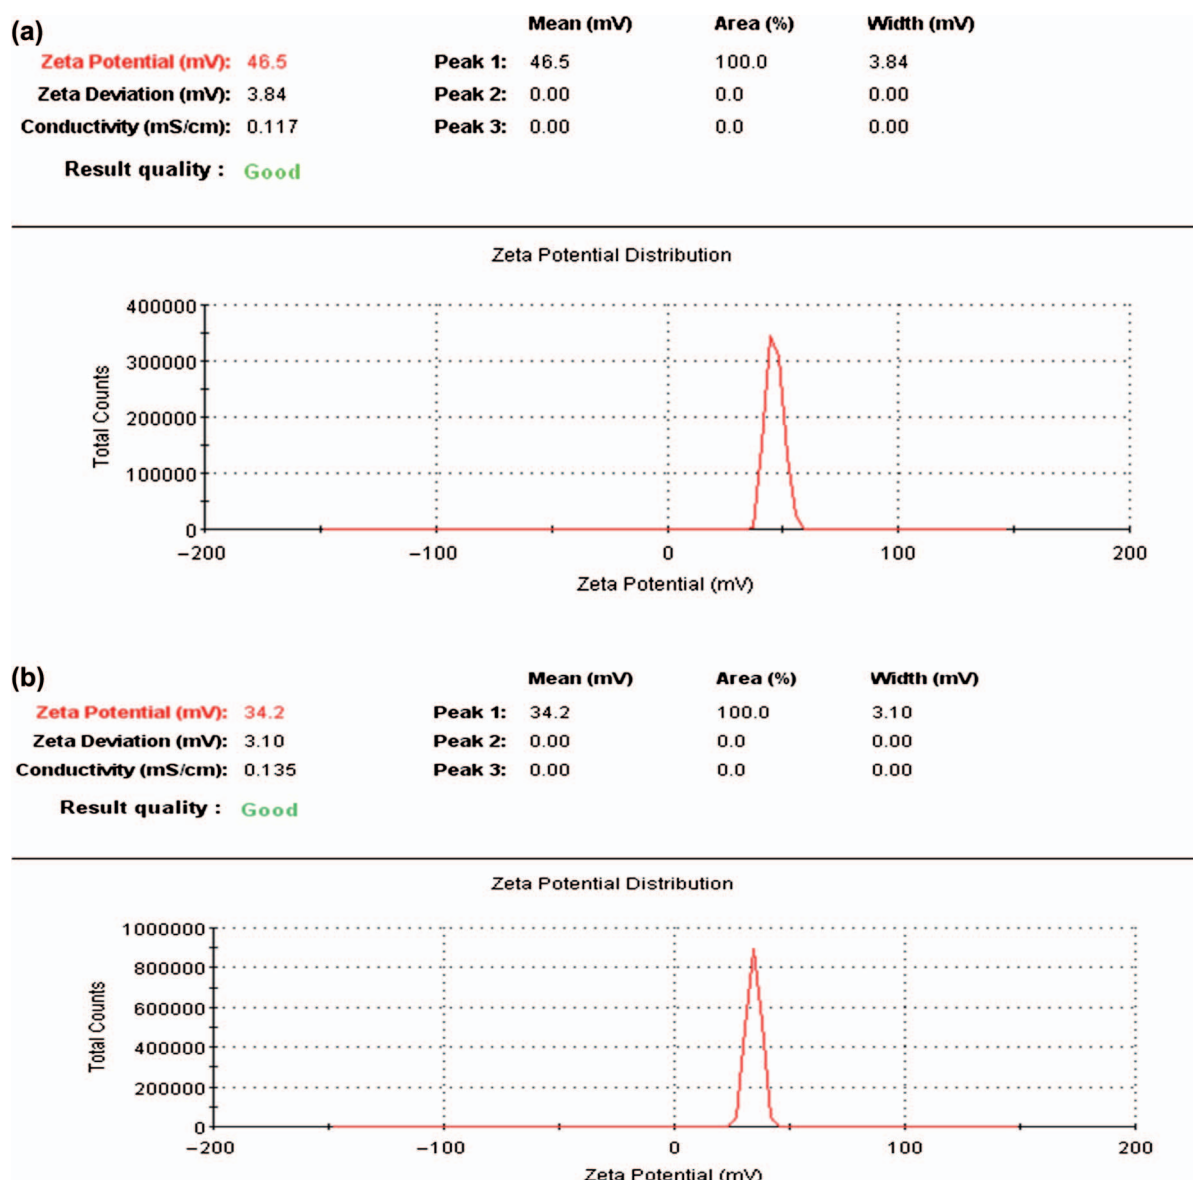 (a)
Mean (mV) Area (%) Width (mV)
Zeta Potential (mV): 46.5 Peak 1: 46.5 100.0 3.84
Zeta Deviation (mV): 3.84 Peak 2: 0.00 0.0 0.00
Conductivity (mS/cm): 0.117 Peak 3: 0.00 0.0 0.00
Result quality : Good
Zeta Potential Distribution
400000
300000
200000
100000
0
Total Counts
−200 −100 0 100 200
Zeta Potential (mV)
(b)
Mean (mV) Area (%) Width (mV)
Zeta Potential (mV): 34.2 Peak 1: 34.2 100.0 3.10
Zeta Deviation (mV): 3.10 Peak 2: 0.00 0.0 0.00
Conductivity (mS/cm): 0.135 Peak 3: 0.00 0.0 0.00
Result quality : Good
Zeta Potential Distribution
1000000
800000
600000
400000
200000
0
Total Counts
−200 −100 0 100 200
Zeta Potential (mV)